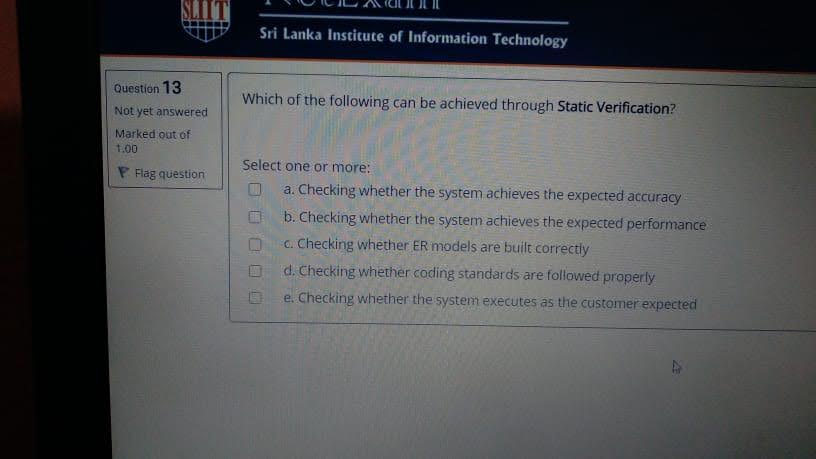 SLIIT
Sri Lanka Institute of Information Technology
Question 13
Not yet answered
Marked out of
1.00
Flag question
Which of the following can be achieved through Static Verification?
Select one or more:
a. Checking whether the system achieves the expected accuracy
b. Checking whether the system achieves the expected performance
c. Checking whether ER models are built correctly
d. Checking whether coding standards are followed properly
e. Checking whether the system executes as the customer expected